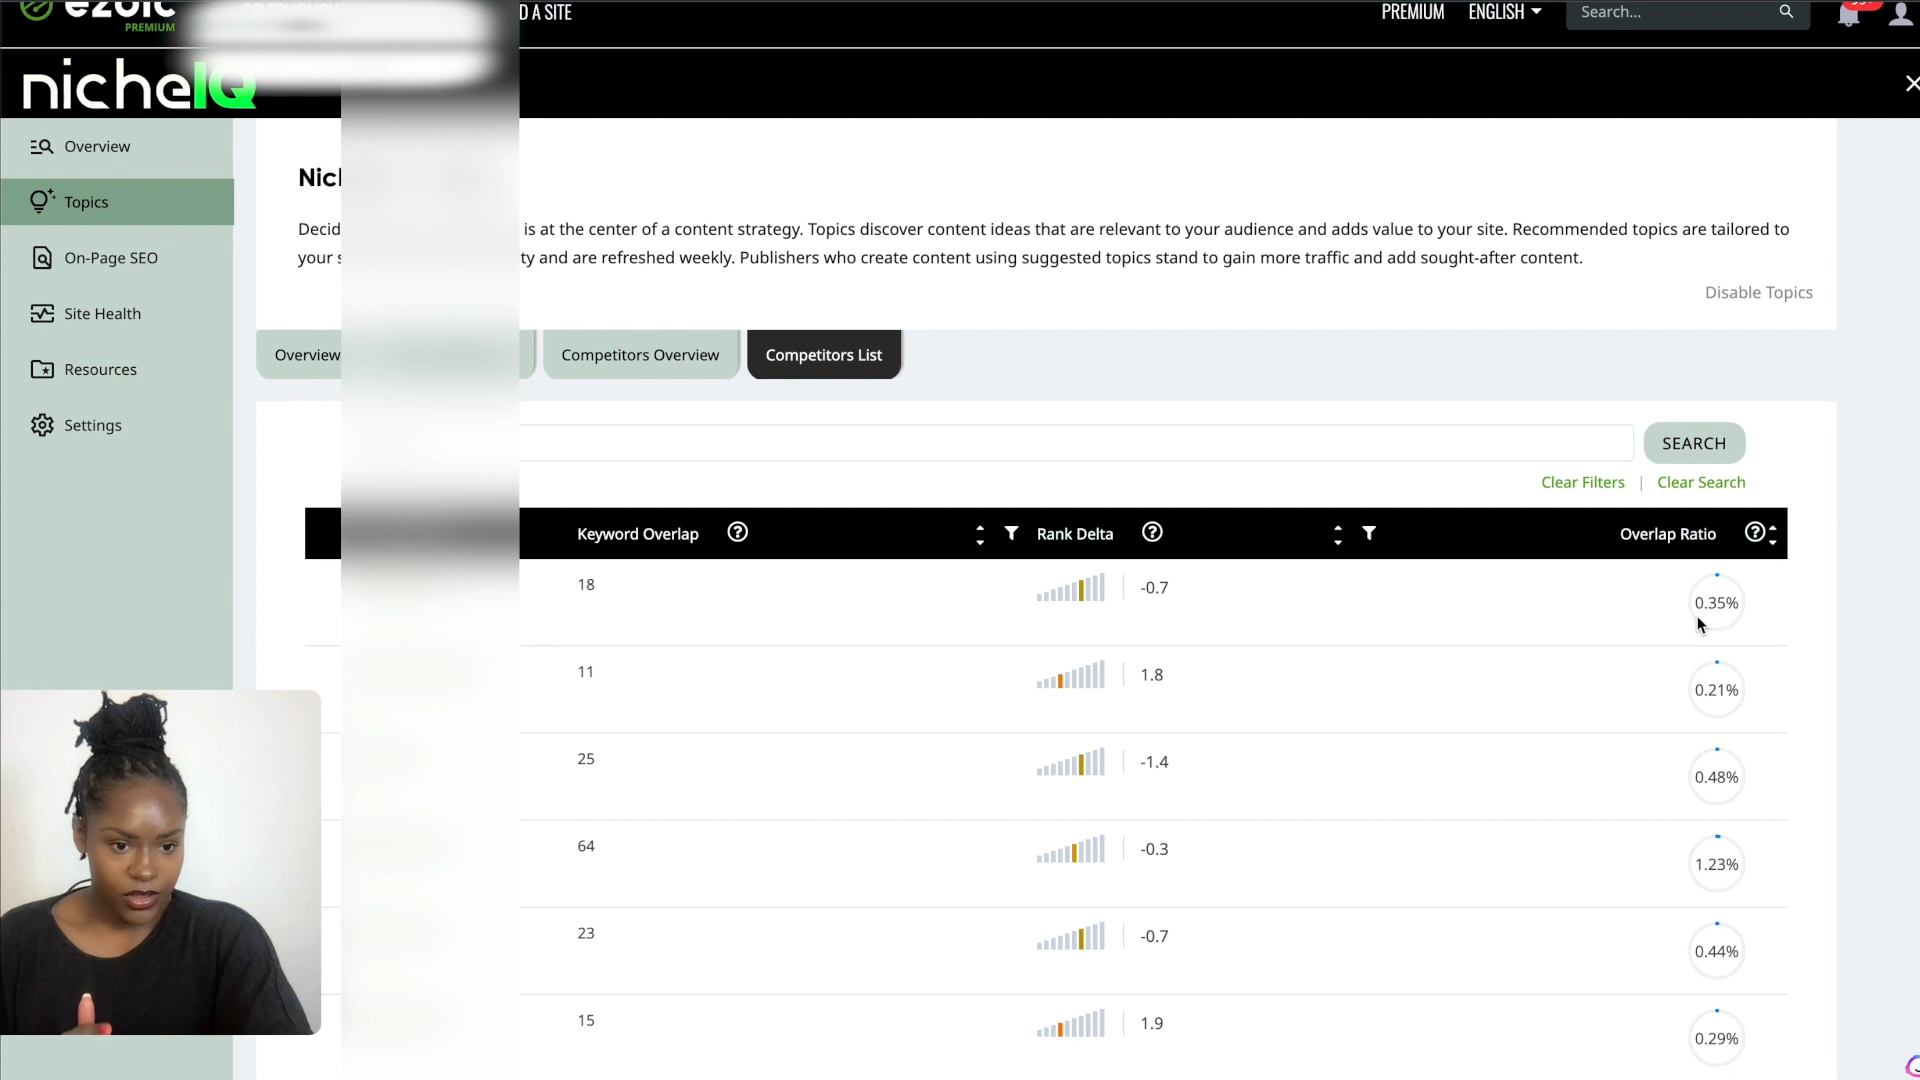 ezoic
PREMIUM
D A SITE
PREMIUM
ENGLISH
Search...
nicheIQ
Overview
Topics
On-Page SEO
Site Health
Resources
Settings
is at the center of a content strategy. Topics discover content ideas that are relevant to your audience and adds value to your site. Recommended topics are tailored to
your
and are refreshed weekly. Publishers who create content using suggested topics stand to gain more traffic and add sought-after content.
Disable Topics
Overview
Competitors Overview
Competitors List
SEARCH
Clear Filters | Clear Search
Keyword Overlap ? Rank Delta ? Overlap Ratio ?
18 -0.7 0.35%
11 1.8 0.21%
25 -1.4 0.48%
64 -0.3 1.23%
23 -0.7 0.44%
15 1.9 0.29%